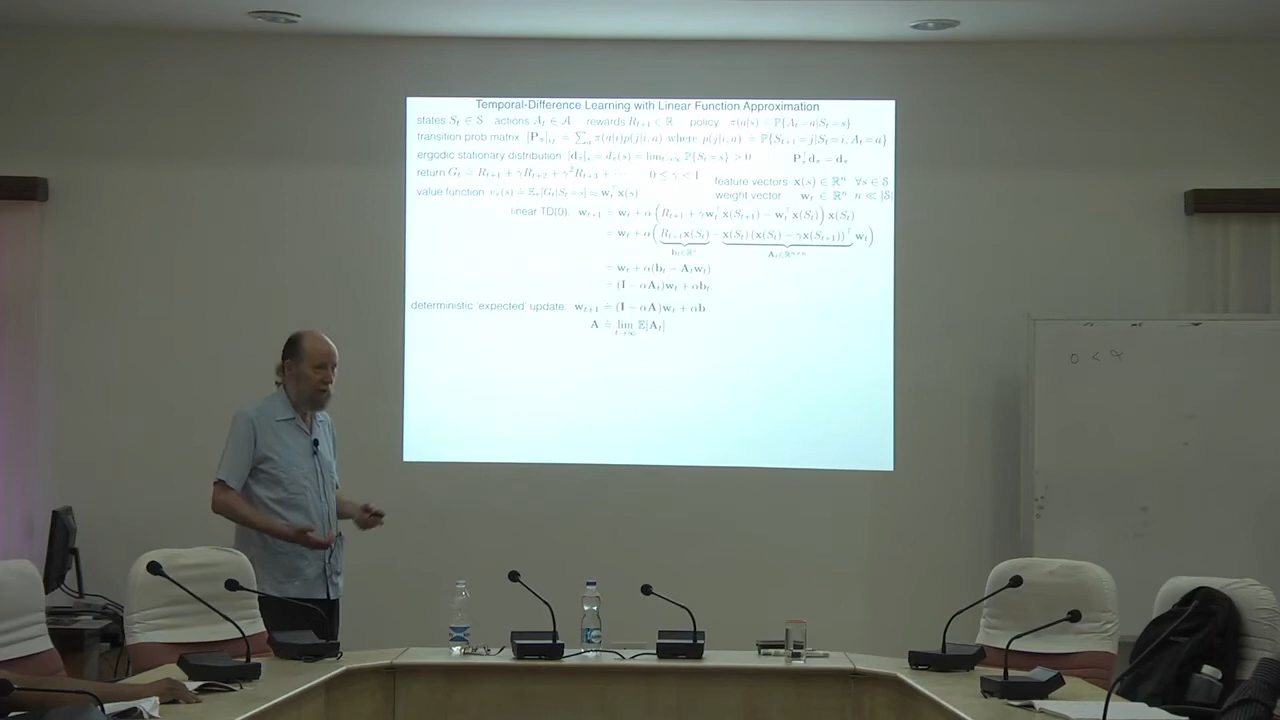 Temporal-Difference Learning with Linear Function Approximation
states S_t ∈ S actions A_t ∈ A rewards R_{t+1} ∈ ℝ policy π(a|s) ≐ ℙ{A_t=a|S_t=s}
transition prob matrix [P_π]_{ij} ≐ ∑_a π(a|i)p(j|i,a) where p(j|i,a) ≐ ℙ{S_{t+1}=j|S_t=i,A_t=a}
ergodic stationary distribution [d_π]_s ≐ d_π(s) ≐ lim_{t→∞} ℙ{S_t=s} > 0 P_π^⊤ d_π = d_π
return G_t ≐ R_{t+1} + γR_{t+2} + γ²R_{t+3} + ⋯ 0 ≤ γ < 1
feature vectors x(s) ∈ ℝ^n ∀s ∈ S
value function v_π(s) ≐ 𝔼_π[G_t|S_t=s] ≈ w_t^⊤ x(s)
weight vector w_t ∈ ℝ^n n ≪ |S|
linear TD(0): w_{t+1} ≐ w_t + α(R_{t+1} + γw_t^⊤ x(S_{t+1}) − w_t^⊤ x(S_t)) x(S_t)
= w_t + α(R_{t+1}x(S_t) − x(S_t)(x(S_t) − γx(S_{t+1}))^⊤ w_t)
b_t∈ℝ^n A_t∈ℝ^{n×n}
= w_t + α(b_t − A_t w_t)
= (I − αA_t)w_t + αb_t
deterministic 'expected' update: w_{t+1} ≐ (I − αA)w_t + αb
A ≐ lim_{t→∞} 𝔼[A_t]
0 < α